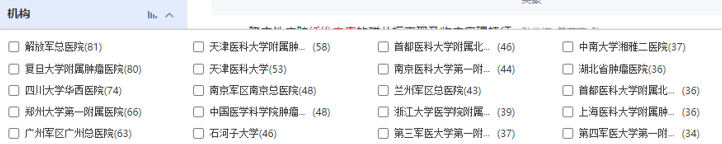 机构
解放军总医院(81) 天津医科大学附属肿... (58) 首都医科大学附属北... (46) 中南大学湘雅二医院(37)
复旦大学附属肿瘤医院(80) 天津医科大学(53) 南京医科大学第一附... (44) 湖北省肿瘤医院(36)
四川大学华西医院(74) 南京军区南京总医院(48) 兰州军区总医院(43) 首都医科大学附属北... (36)
郑州大学第一附属医院(66) 中国医学科学院肿瘤... (48) 浙江大学医学院附属... (39) 上海医科大学附属肿... (36)
广州军区广州总医院(63) 石河子大学(46) 第三军医大学第一附... (37) 第四军医大学第一附... (34)